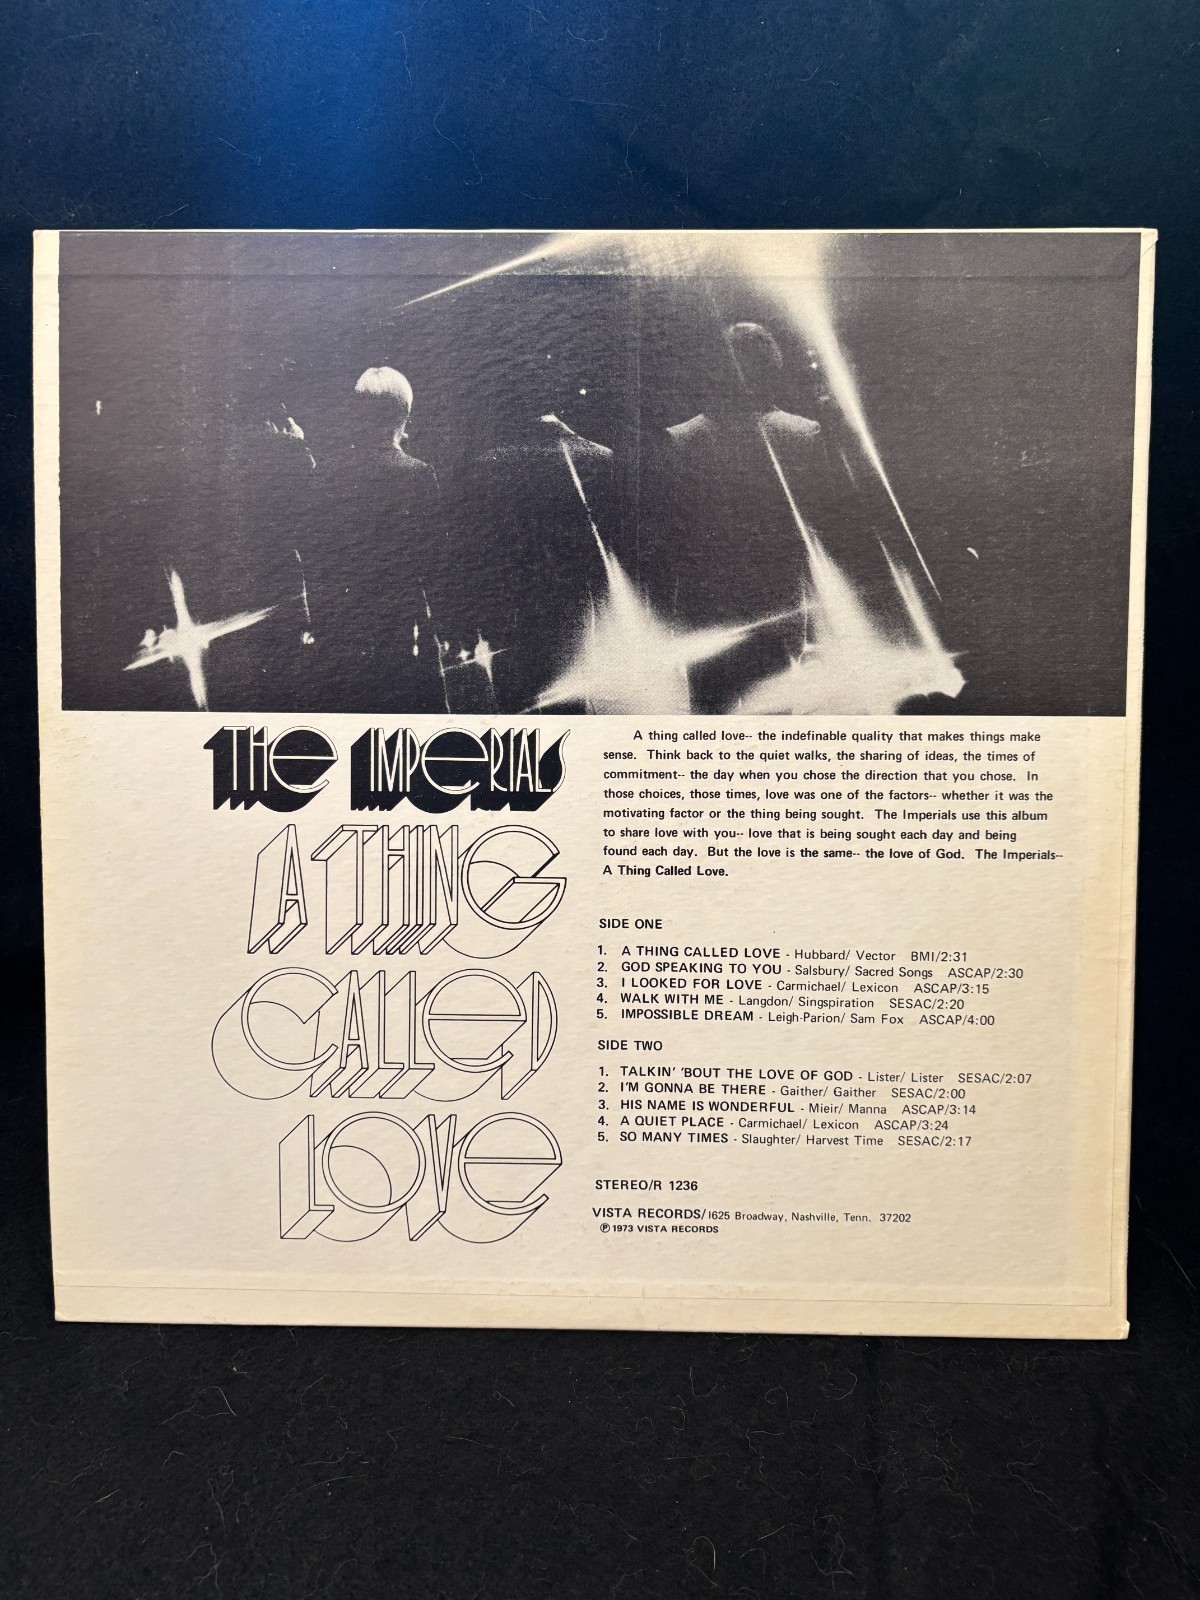 THE IMPERIALS
A THING
CALLED
LOVE
A thing called love-- the indefinable quality that makes things make
sense. Think back to the quiet walks, the sharing of ideas, the times of
commitment-- the day when you chose the direction that you chose. In
those choices, those times, love was one of the factors-- whether it was the
motivating factor or the thing being sought. The Imperials use this album
to share love with you-- love that is being sought each day and being
found each day. But the love is the same-- the love of God. The Imperials--
A Thing Called Love.
SIDE ONE
1. A THING CALLED LOVE - Hubbard/ Vector BMI/2:31
2. GOD SPEAKING TO YOU - Salsbury/ Sacred Songs ASCAP/2:30
3. I LOOKED FOR LOVE - Carmichael/ Lexicon ASCAP/3:15
4. WALK WITH ME - Langdon/ Singspiration SESAC/2:20
5. IMPOSSIBLE DREAM - Leigh-Parion/ Sam Fox ASCAP/4:00
SIDE TWO
1. TALKIN' 'BOUT THE LOVE OF GOD - Lister/ Lister SESAC/2:07
2. I'M GONNA BE THERE - Gaither/ Gaither SESAC/2:00
3. HIS NAME IS WONDERFUL - Mieir/ Manna ASCAP/3:14
4. A QUIET PLACE - Carmichael/ Lexicon ASCAP/3:24
5. SO MANY TIMES - Slaughter/ Harvest Time SESAC/2:17
STEREO/R 1236
VISTA RECORDS/1625 Broadway, Nashville, Tenn. 37202
℗1973 VISTA RECORDS